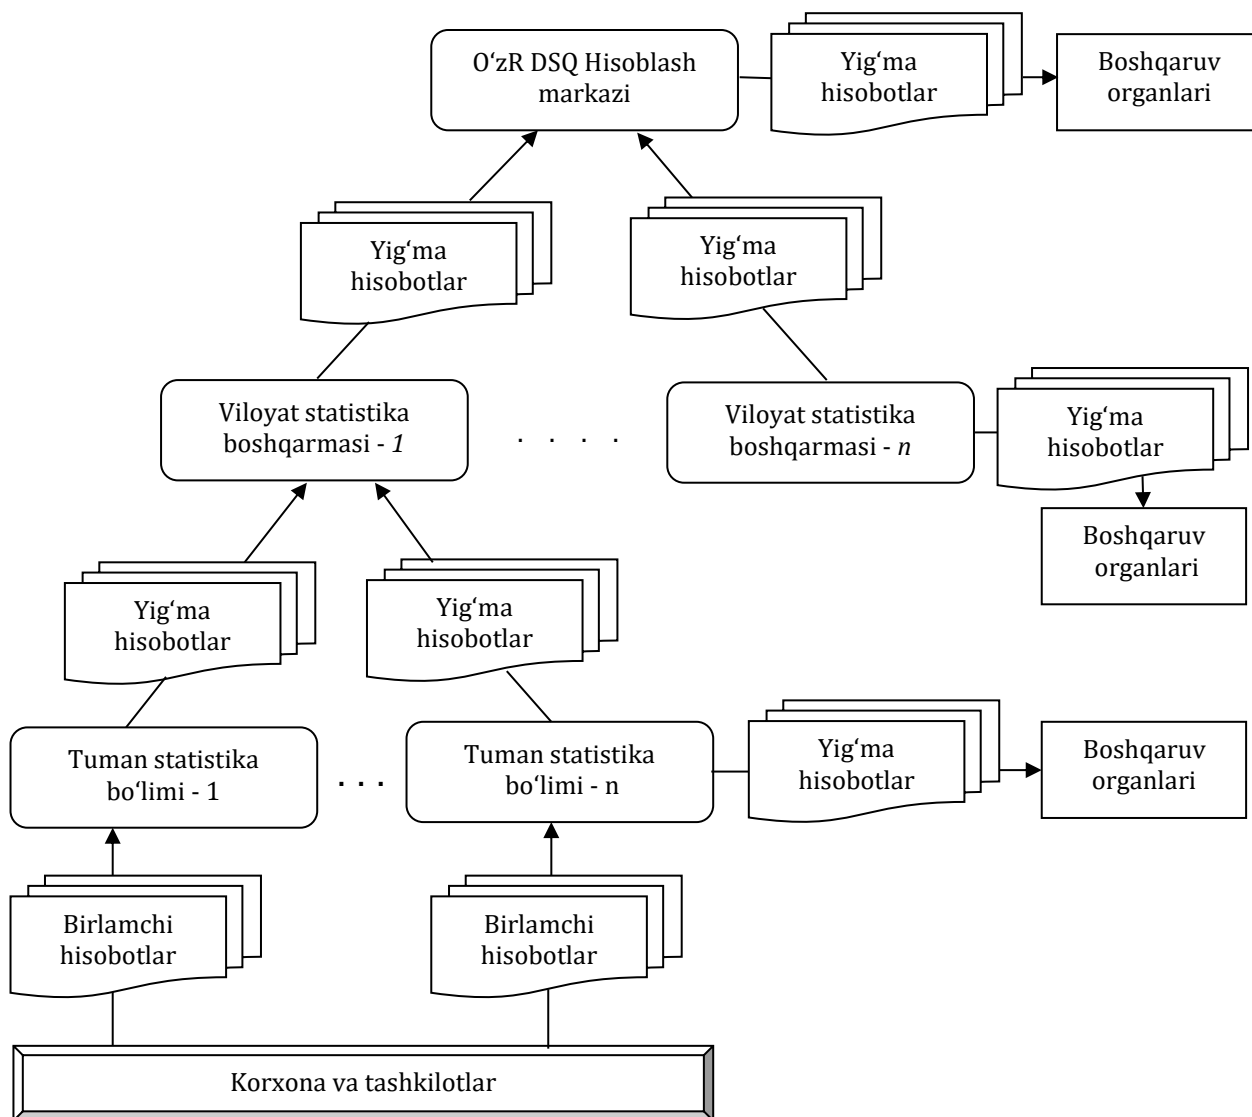 O‘zR DSQ Hisoblash
markazi
Yig‘ma
hisobotlar
Boshqaruv
organlari
Yig‘ma
hisobotlar
Yig‘ma
hisobotlar
Viloyat statistika
boshqarmasi - 1
. . . .
Viloyat statistika
boshqarmasi - n
Yig‘ma
hisobotlar
Boshqaruv
organlari
Yig‘ma
hisobotlar
Yig‘ma
hisobotlar
Tuman statistika
bo‘limi - 1
. . .
Tuman statistika
bo‘limi - n
Yig‘ma
hisobotlar
Boshqaruv
organlari
Birlamchi
hisobotlar
Birlamchi
hisobotlar
Korxona va tashkilotlar